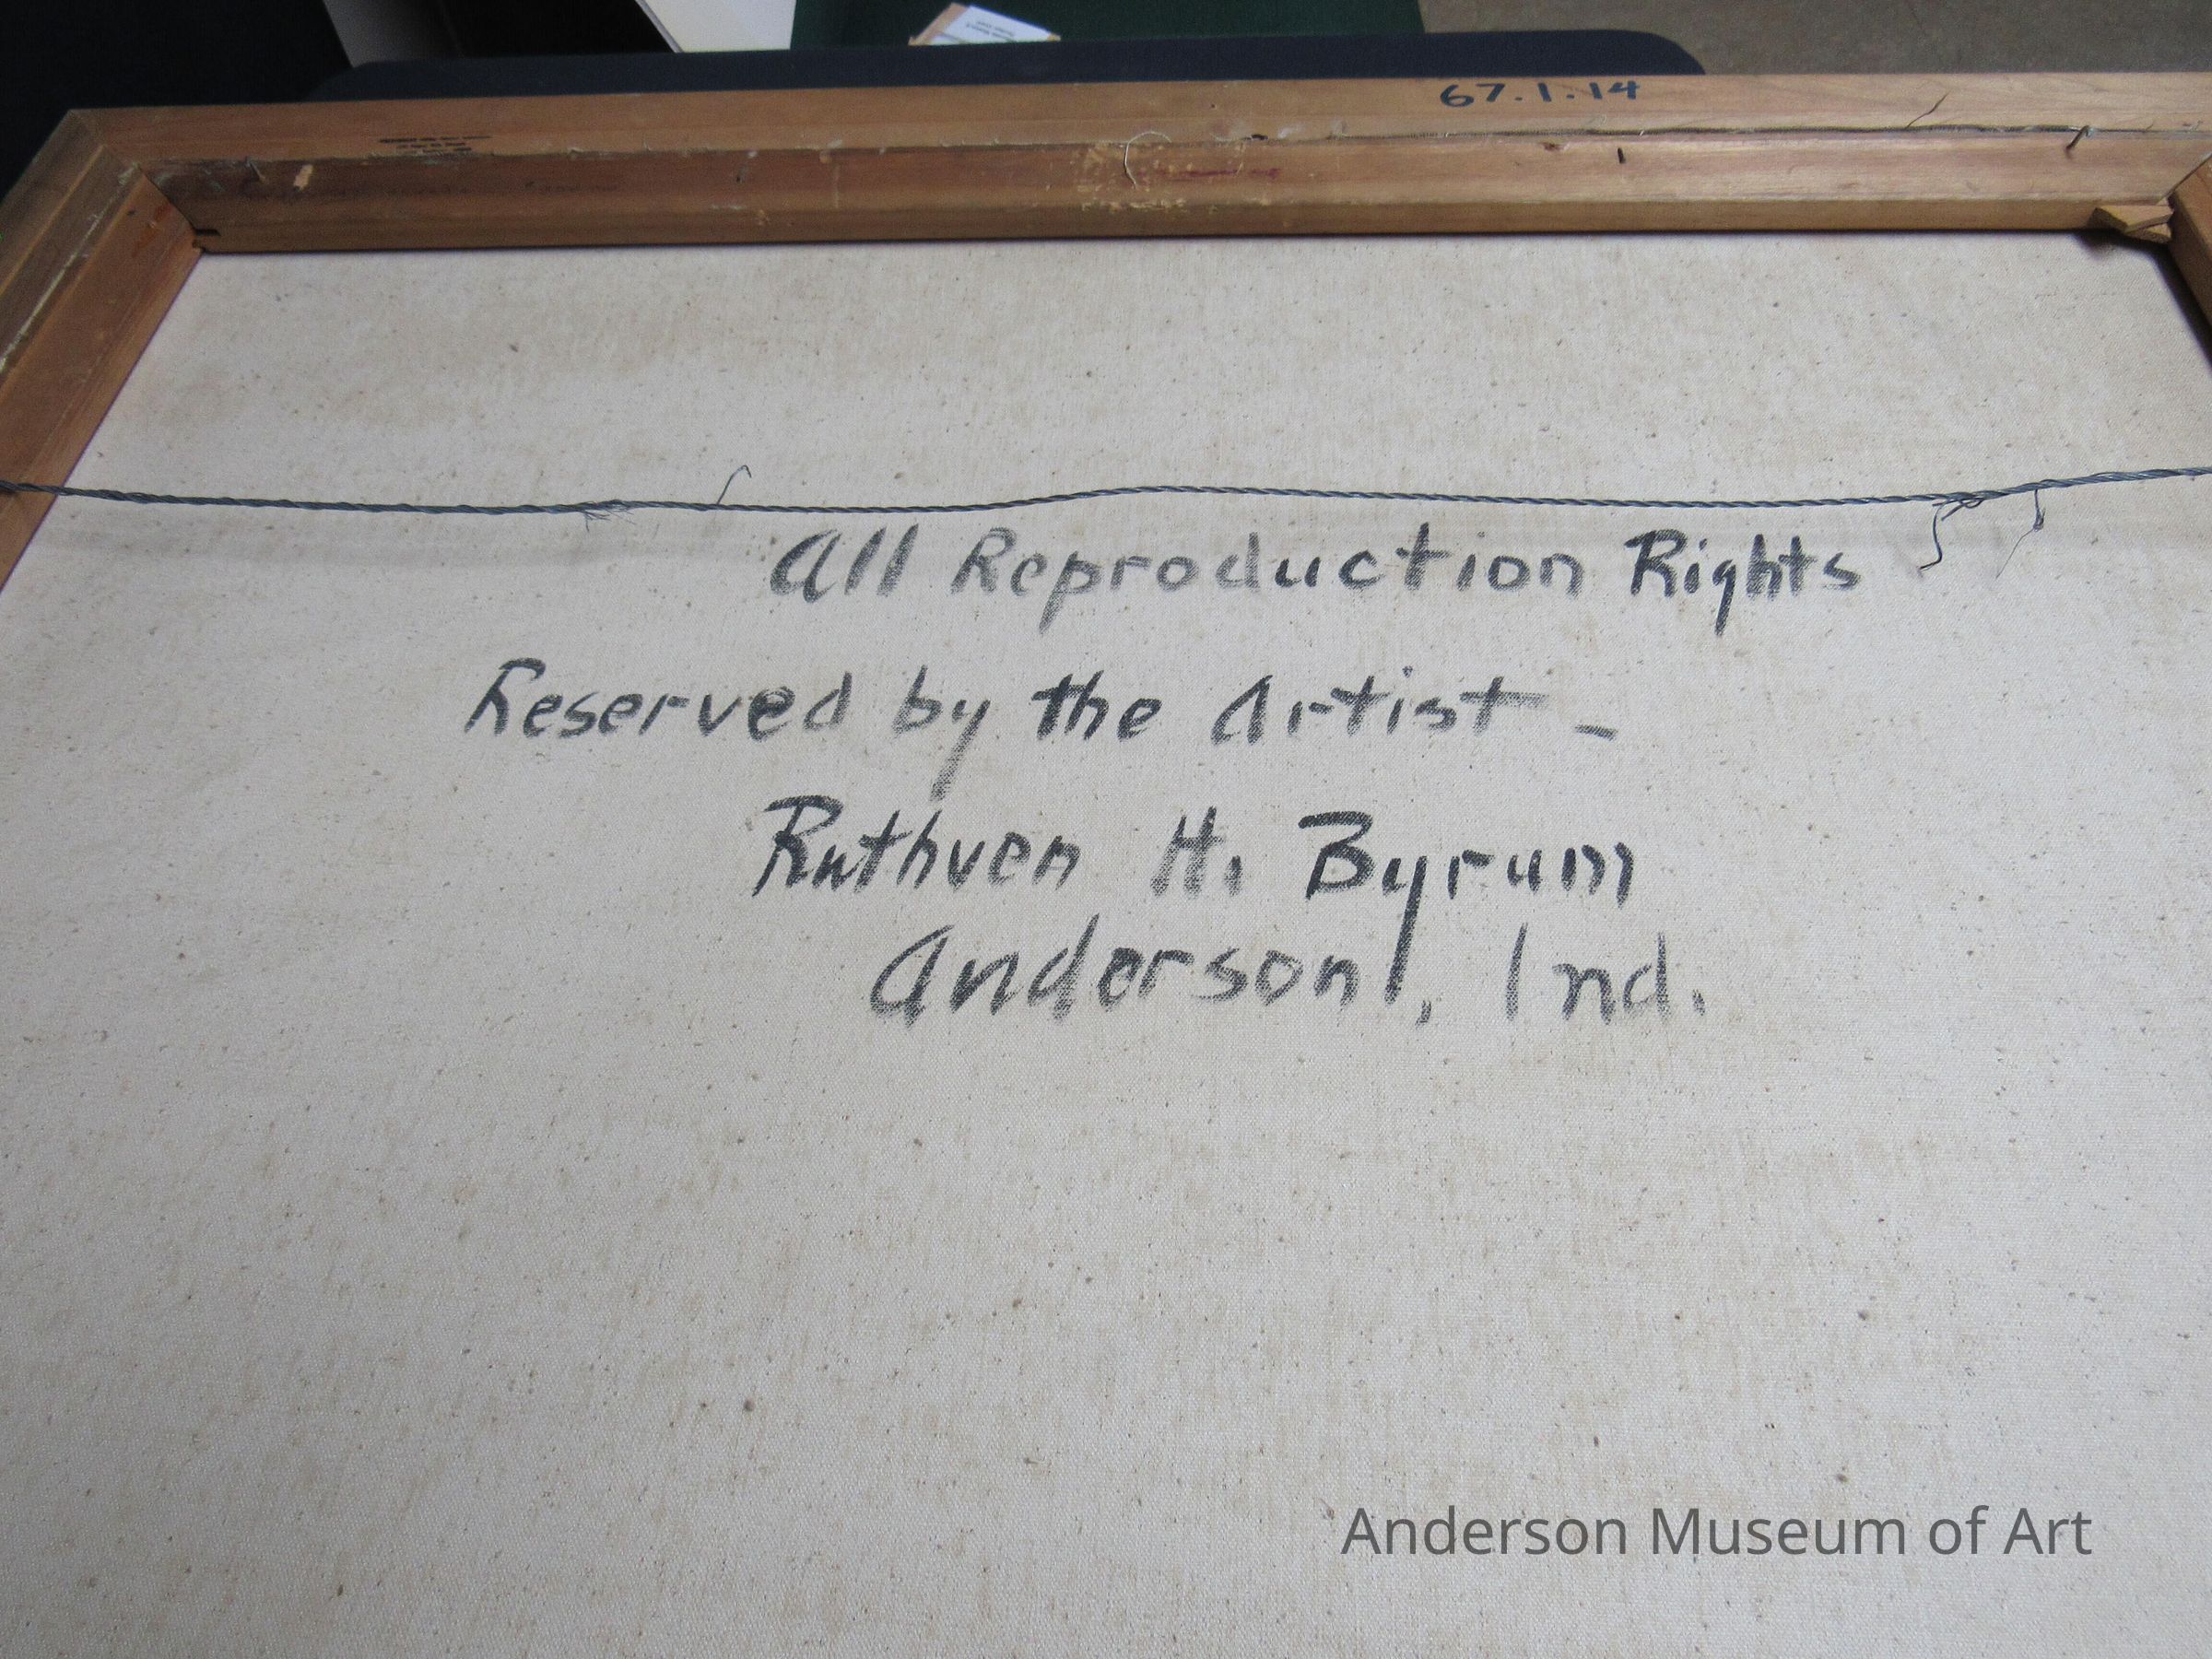 67.1.14
All Reproduction Rights
Reserved by the Artist -
Ruthven H. Byrum
Anderson, Ind.
Anderson Museum of Art